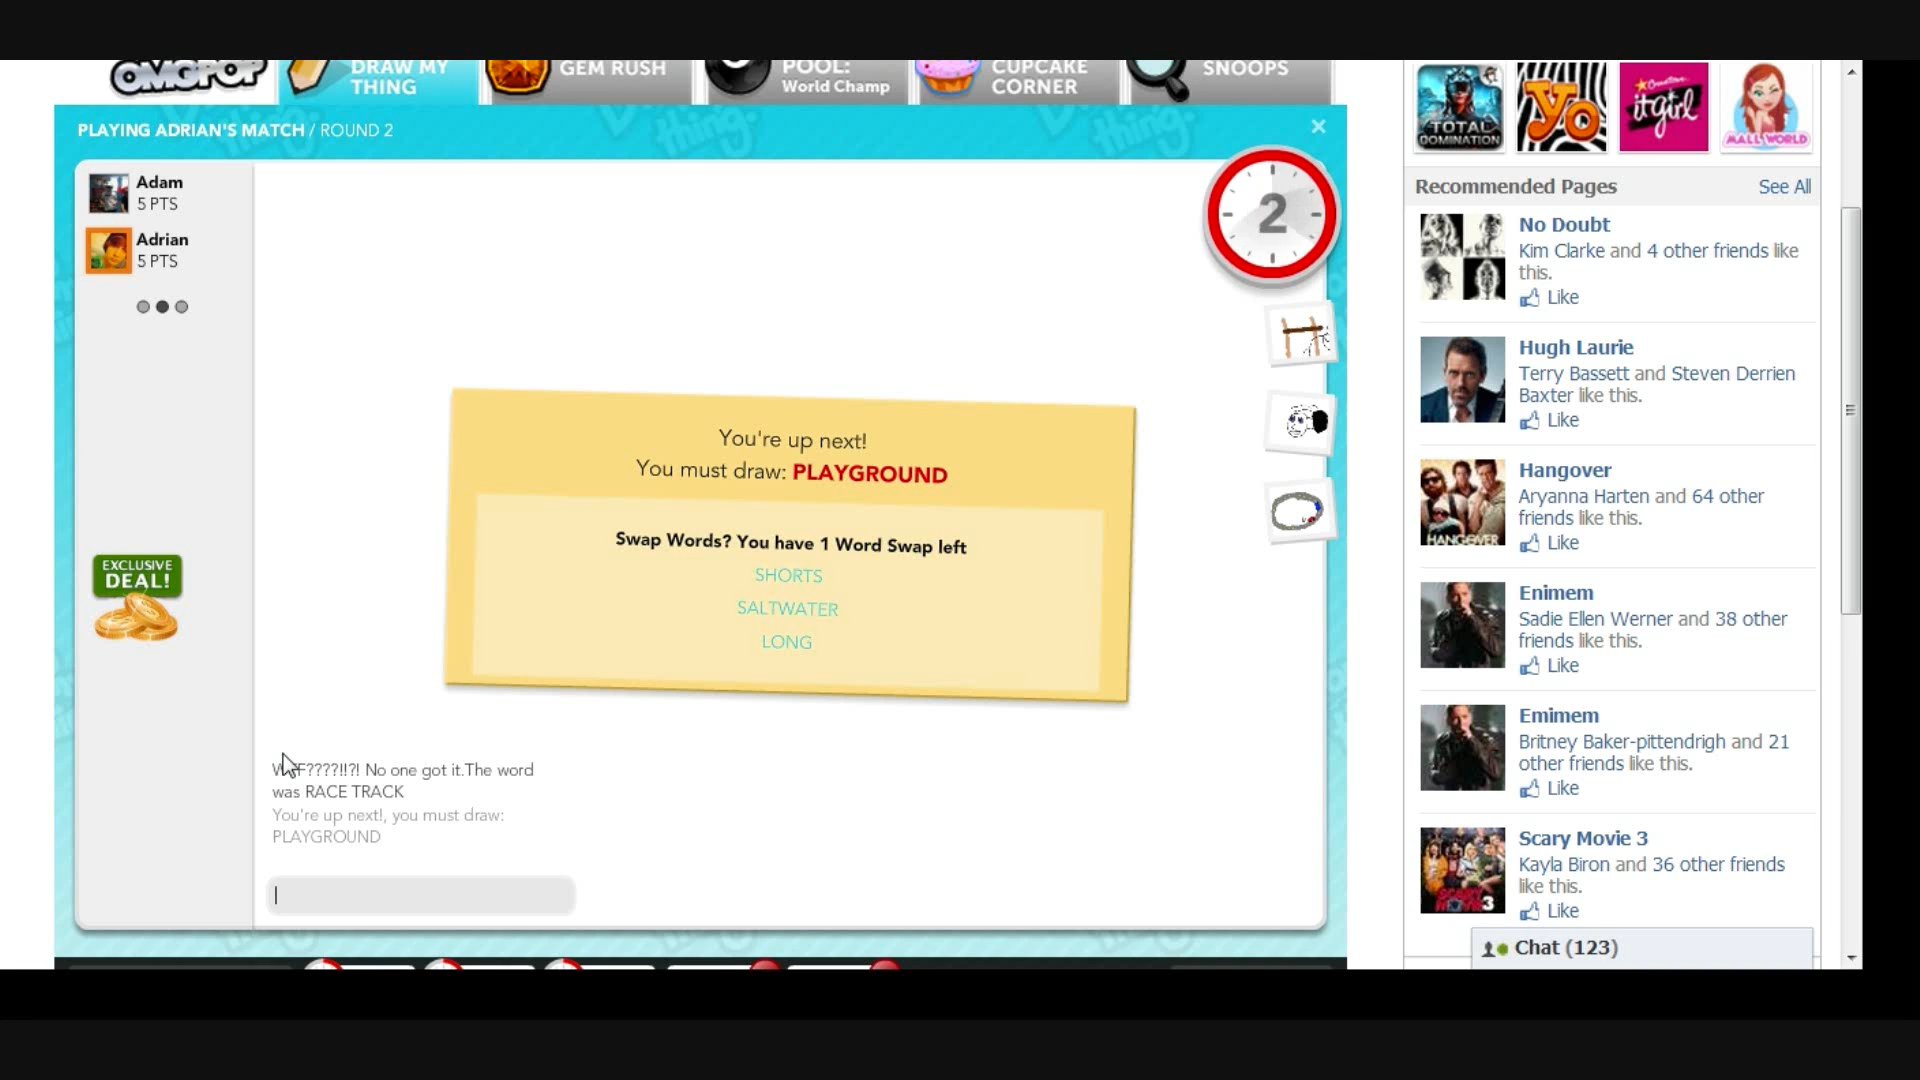 OMGPOP
DRAW MY
THING
GEM RUSH
POOL:
World Champ
CUPCAKE
CORNER
SNOOPS
PLAYING ADRIAN'S MATCH / ROUND 2
Adam
5 PTS
Adrian
5 PTS
2
EXCLUSIVE
DEAL!
You're up next!
You must draw: PLAYGROUND
Swap Words? You have 1 Word Swap left
SHORTS
SALTWATER
LONG
No one got it.The word
was RACE TRACK
You're up next!, you must draw:
PLAYGROUND
TOTAL
DOMINATION
Yo
it girl
MALL WORLD
Recommended Pages
See All
No Doubt
Kim Clarke and 4 other friends like
this.
Like
Hugh Laurie
Terry Bassett and Steven Derrien
Baxter like this.
Like
HANGOVER
Hangover
Aryanna Harten and 64 other
friends like this.
Like
Enimem
Sadie Ellen Werner and 38 other
friends like this.
Like
Emimem
Britney Baker-pittendrigh and 21
other friends like this.
Like
Scary Movie 3
Kayla Biron and 36 other friends
like this.
Like
Chat (123)